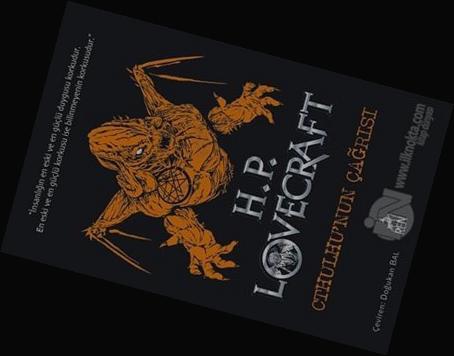 "İnsanlığın en eski ve en güçlü duygusu korkudur.
En eski ve en güçlü korkusu ise bilinmeyenin korkusudur."
H.P.
LOVECRAFT
CTHULHU'NUN ÇAĞRISI
REN
Çeviren: Doğukan BAL
www.ilknokta.com